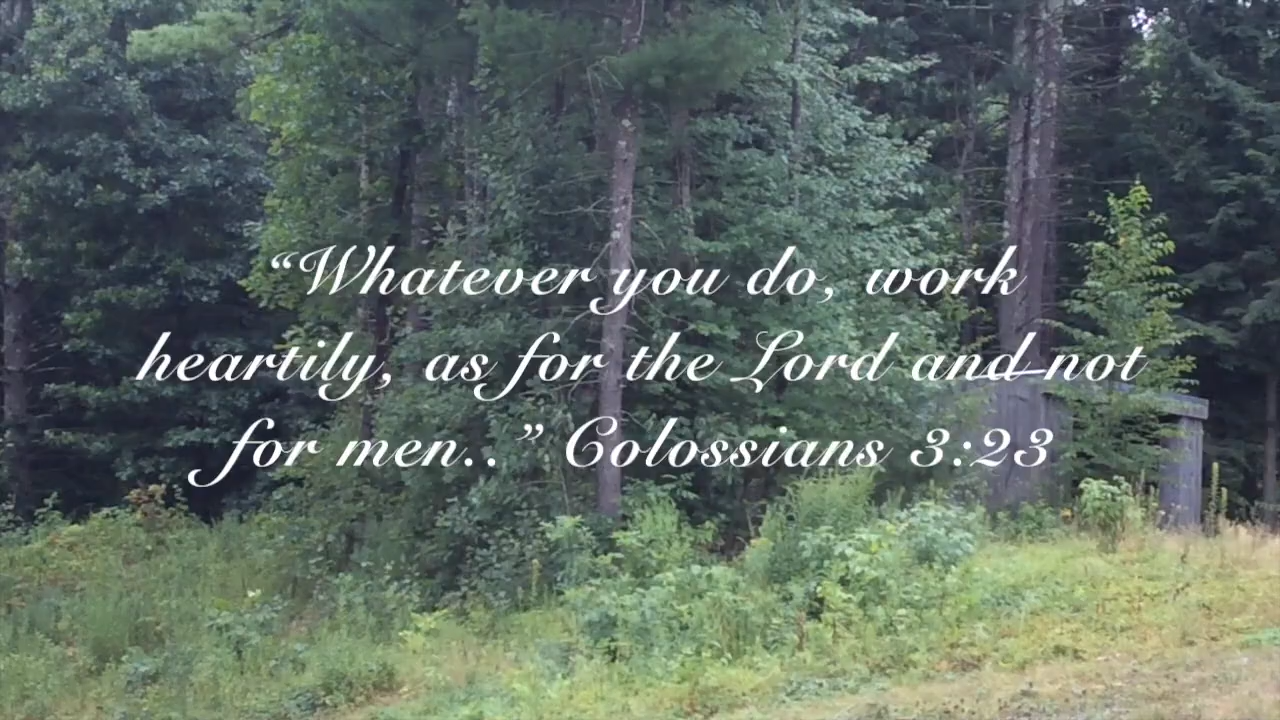 “Whatever you do, work
heartily, as for the Lord and not
for men..” Colossians 3:23